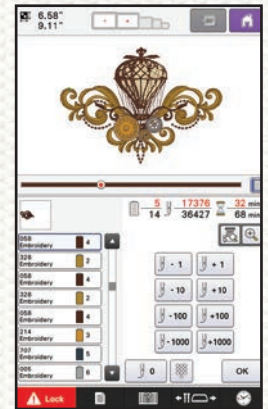 6.58"
9.11"
5 17376 32 min
14 36427 68 min
058
Embroidery 4
328
Embroidery 2
058
Embroidery 4
328
Embroidery 2
058
Embroidery 4
214
Embroidery 3
707
Embroidery 5
005
Embroidery 6
- 1 + 1
- 10 + 10
- 100 +100
- 1000 +1000
0 OK
Lock